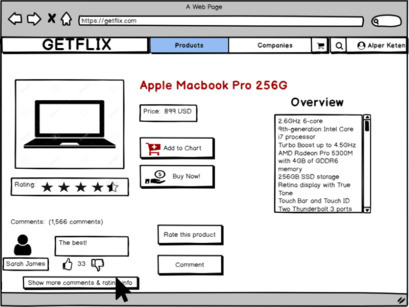 A Web Page
https://getflix.com
GETFLIX
Products
Companies
Alper Keten
Apple Macbook Pro 256G
Price: 899 USD
Add to Chart
Buy Now!
Overview
2.6GHz 6-core
9th-generation Intel Core
i7 processor
Turbo Boost up to 4.5GHz
AMD Radeon Pro 5300M
with 4GB of GDDR6
memory
256GB SSD storage
Retina display with True
Tone
Touch Bar and Touch ID
Two Thunderbolt 3 ports
Rating:
Comments: (1,566 comments)
The best!
Sarah James
33
Show more comments & rating info
Rate this product
Comment